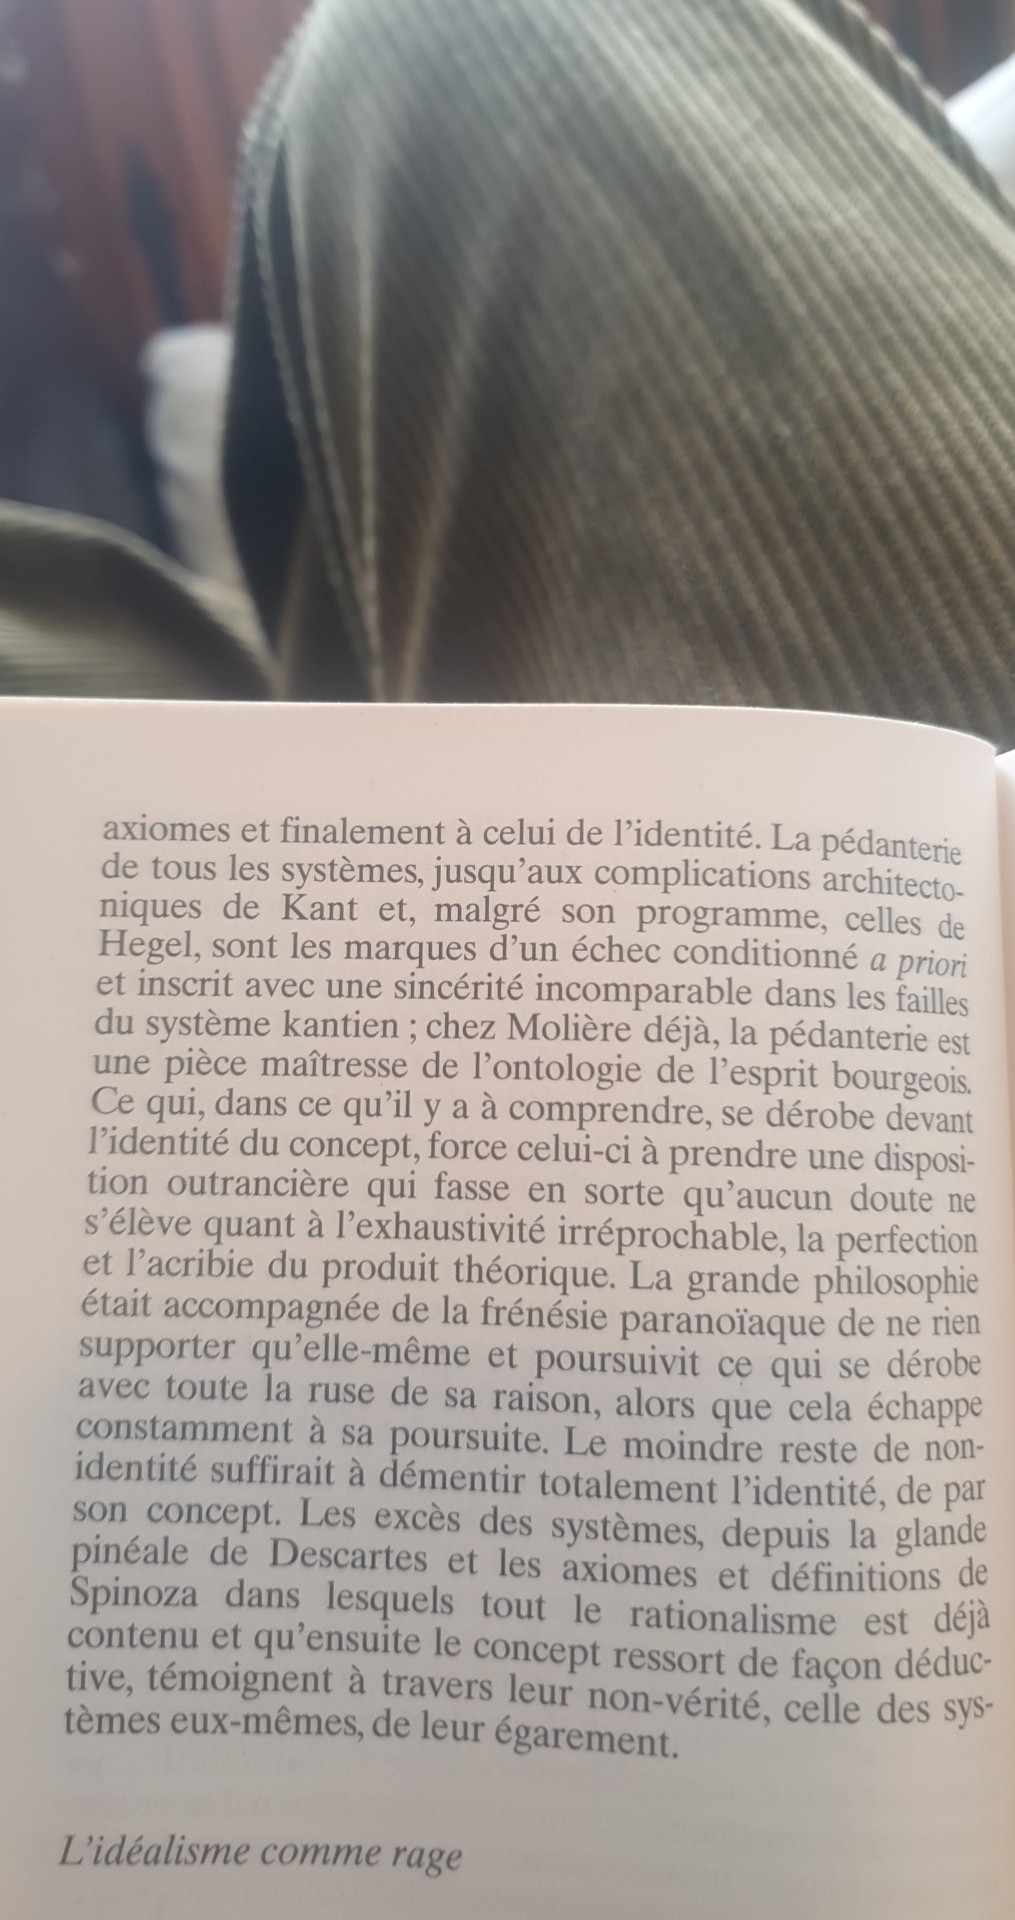 axiomes et finalement à celui de l'identité. La pédanterie
de tous les systèmes, jusqu'aux complications architecto-
niques de Kant et, malgré son programme, celles de
Hegel, sont les marques d'un échec conditionné a priori
et inscrit avec une sincérité incomparable dans les failles
du système kantien ; chez Molière déjà, la pédanterie est
une pièce maîtresse de l'ontologie de l'esprit bourgeois.
Ce qui, dans ce qu'il y a à comprendre, se dérobe devant
l'identité du concept, force celui-ci à prendre une disposi-
tion outrancière qui fasse en sorte qu'aucun doute ne
s'élève quant à l'exhaustivité irréprochable, la perfection
et l'acribie du produit théorique. La grande philosophie
était accompagnée de la frénésie paranoïaque de ne rien
supporter qu'elle-même et poursuivit ce qui se dérobe
avec toute la ruse de sa raison, alors que cela échappe
constamment à sa poursuite. Le moindre reste de non-
identité suffirait à démentir totalement l'identité, de par
son concept. Les excès des systèmes, depuis la glande
pinéale de Descartes et les axiomes et définitions de
Spinoza dans lesquels tout le rationalisme est déjà
contenu et qu'ensuite le concept ressort de façon déduc-
tive, témoignent à travers leur non-vérité, celle des sys-
tèmes eux-mêmes, de leur égarement.
L'idéalisme comme rage